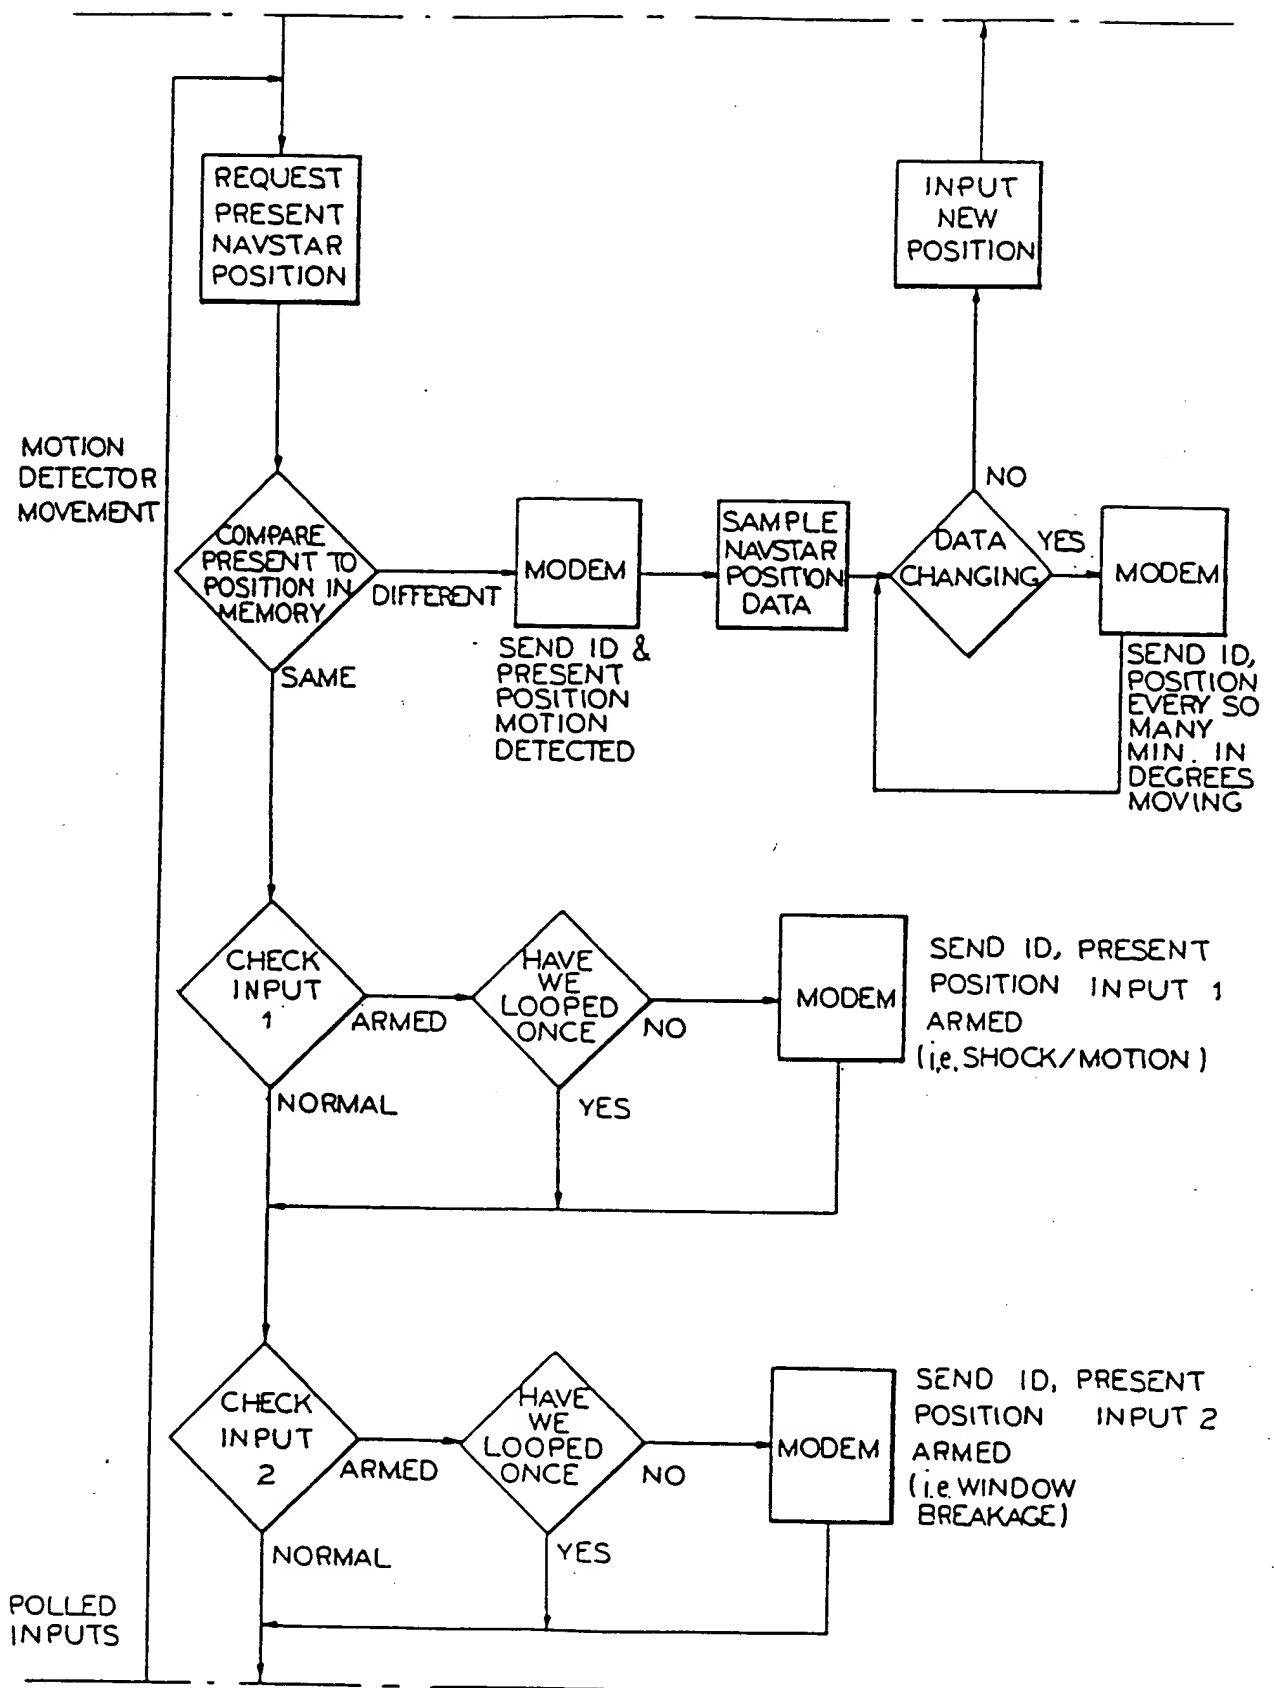 REQUEST
PRESENT
NAVSTAR
POSITION
INPUT
NEW
POSITION
MOTION
DETECTOR
MOVEMENT
COMPARE
PRESENT TO
POSITION IN
MEMORY
DIFFERENT
SAME
MODEM
SEND ID &
PRESENT
POSITION
MOTION
DETECTED
SAMPLE
NAVSTAR
POSITION
DATA
NO
DATA
CHANGING
YES
MODEM
SEND ID,
POSITION
EVERY SO
MANY
MIN. IN
DEGREES
MOVING
CHECK
INPUT
1
ARMED
NORMAL
HAVE
WE
LOOPED
ONCE
NO
YES
MODEM
SEND ID, PRESENT
POSITION INPUT 1
ARMED
(i.e. SHOCK/MOTION)
CHECK
INPUT
2
ARMED
NORMAL
HAVE
WE
LOOPED
ONCE
NO
YES
MODEM
SEND ID, PRESENT
POSITION INPUT 2
ARMED
(i.e. WINDOW
BREAKAGE)
POLLED
INPUTS